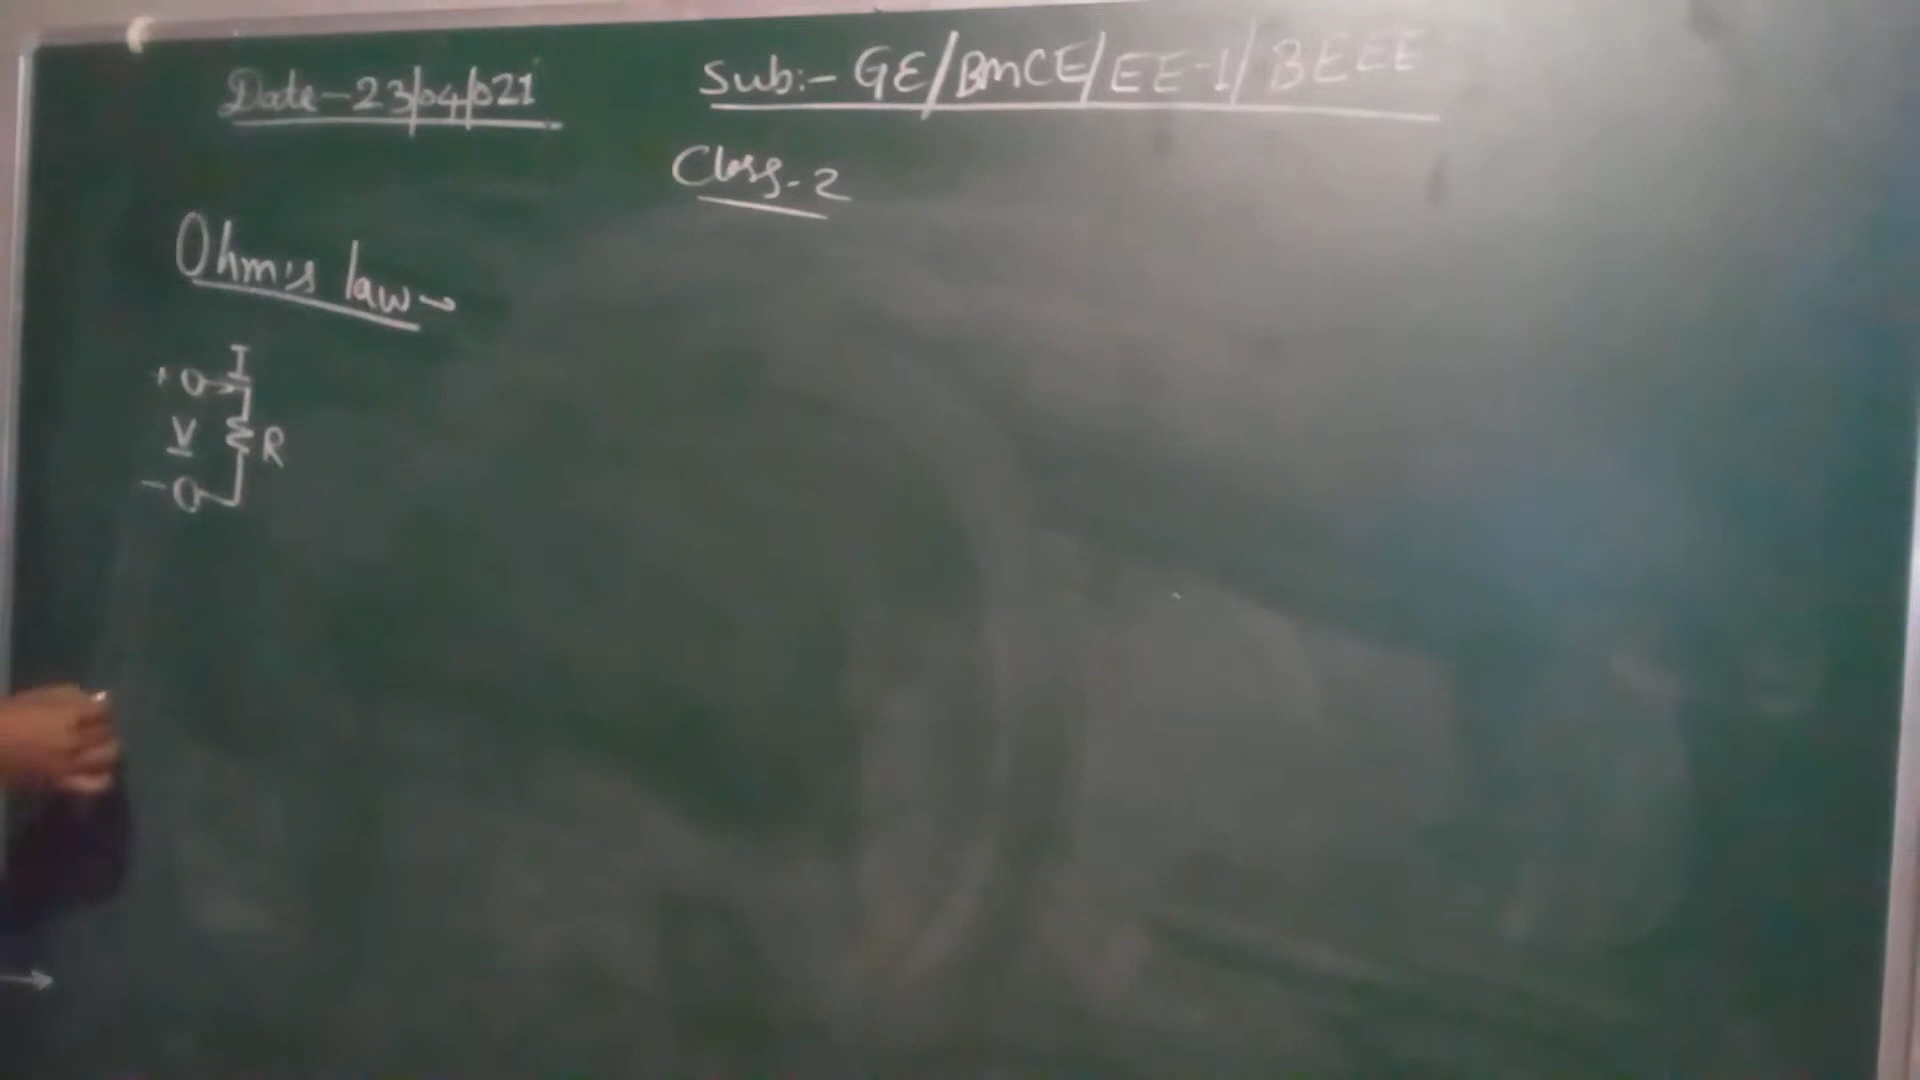 Date-23/04/021
Sub:- GE/BMCE/EE-1/BEEE
Class-2
Ohm's law→
I
+
V
R
-